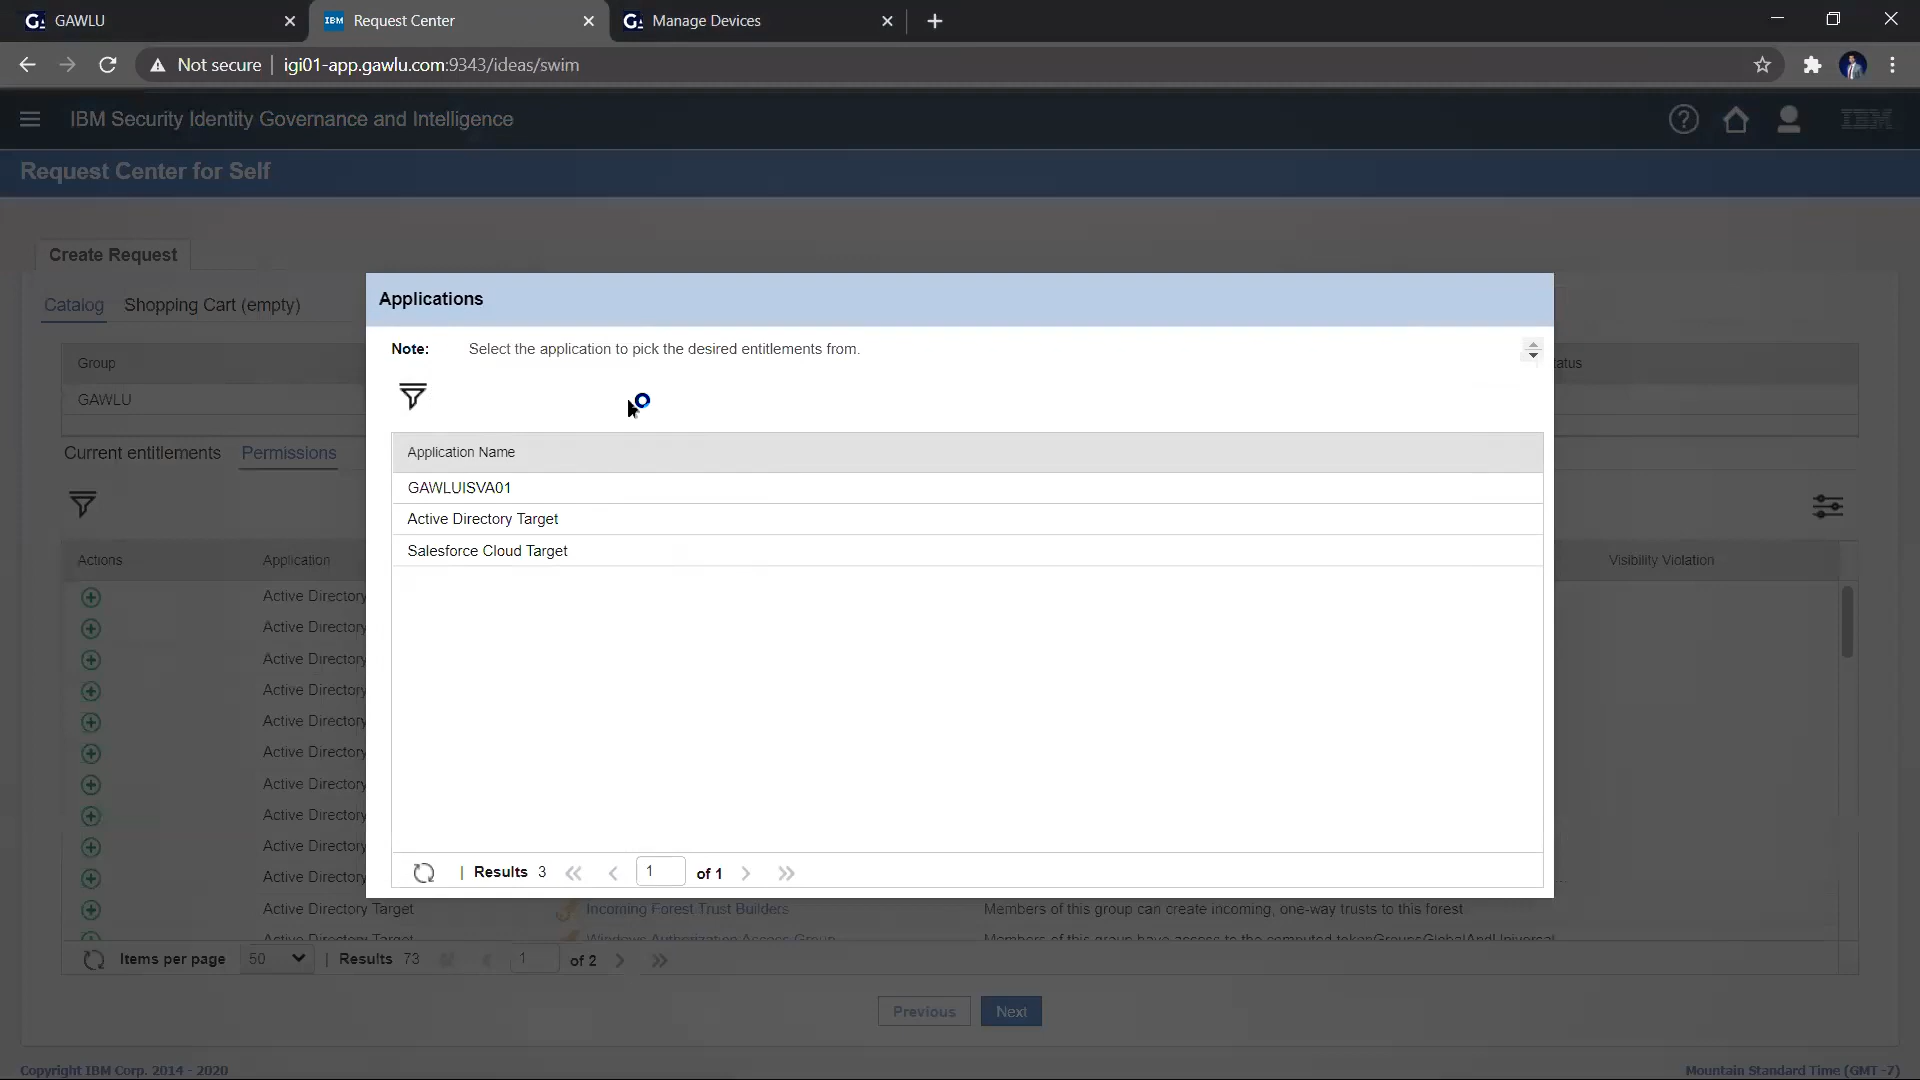 GAWLU
IBM Request Center
Manage Devices
Not secure | igi01-app.gawlu.com:9343/ideas/swim
IBM Security Identity Governance and Intelligence
IBM
Request Center for Self
Create Request
Catalog Shopping Cart (empty)
Applications
Note: Select the application to pick the desired entitlements from.
Group
atus
GAWLU
Current entitlements Permissions
Application Name
GAWLUISVA01
Active Directory Target
Salesforce Cloud Target
Actions Application Visibility Violation
Active Directory
Active Directory
Active Directory
Active Directory
Active Directory
Active Directory
Active Directory
Active Directory
Active Directory
Active Directory
| Results 3 1 of 1
Active Directory Target Incoming Forest Trust Builders Members of this group can create incoming, one-way trusts to this forest
Active Directory Target Windows Authorization Access Group Members of this group have access to the computed tokenGroupsGlobalAndUniversal
Items per page 50 | Results 73 1 of 2
Previous Next
Copyright IBM Corp. 2014 - 2020 Mountain Standard Time (GMT -7)